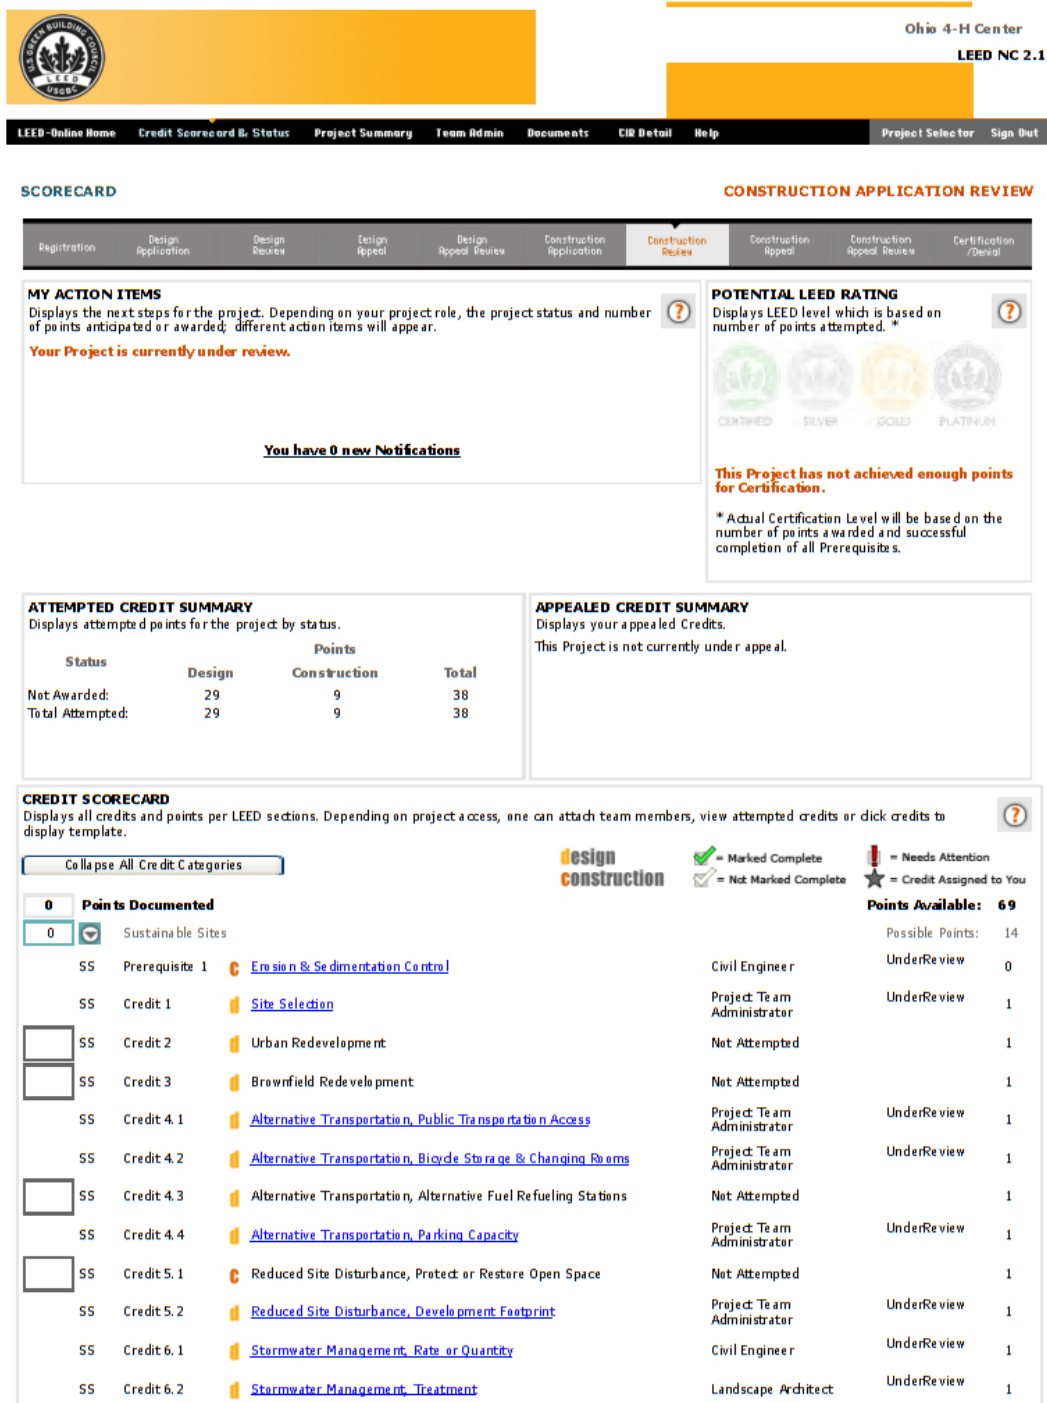 U.S. GREEN BUILDING COUNCIL
LEED
USGBC
Ohio 4-H Center
LEED NC 2.1
LEED-Online Home Credit Scorecard & Status Project Summary Team Admin Documents CIR Detail Help Project Selector Sign Out
SCORECARD
CONSTRUCTION APPLICATION REVIEW
Registration
Design Application
Design Review
Design Appeal
Design Appeal Review
Construction Application
Construction Review
Construction Appeal
Construction Appeal Review
Certification /Denial
MY ACTION ITEMS
Displays the next steps for the project. Depending on your project role, the project status and number
of points anticipated or awarded; different action items will appear.
Your Project is currently under review.
You have 0 new Notifications
POTENTIAL LEED RATING
Displays LEED level which is based on
number of points attempted. *
CERTIFIED SILVER GOLD PLATINUM
This Project has not achieved enough points
for Certification.
* Actual Certification Level will be based on the
number of points awarded and successful
completion of all Prerequisites.
ATTEMPTED CREDIT SUMMARY
Displays attempted points for the project by status.
Points
Status
Design Construction Total
Not Awarded: 29 9 38
Total Attempted: 29 9 38
APPEALED CREDIT SUMMARY
Displays your appealed Credits.
This Project is not currently under appeal.
CREDIT SCORECARD
Displays all credits and points per LEED sections. Depending on project access, one can attach team members, view attempted credits or click credits to
display template.
Collapse All Credit Categories
design
construction
= Marked Complete
= Not Marked Complete
= Needs Attention
= Credit Assigned to You
0 Points Documented Points Available: 69
0 Sustainable Sites Possible Points: 14
SS Prerequisite 1 c Erosion & Sedimentation Control Civil Engineer UnderReview 0
SS Credit 1 d Site Selection Project Team Administrator UnderReview 1
SS Credit 2 d Urban Redevelopment Not Attempted 1
SS Credit 3 d Brownfield Redevelopment Not Attempted 1
SS Credit 4.1 d Alternative Transportation, Public Transportation Access Project Team Administrator UnderReview 1
SS Credit 4.2 d Alternative Transportation, Bicycle Storage & Changing Rooms Project Team Administrator UnderReview 1
SS Credit 4.3 d Alternative Transportation, Alternative Fuel Refueling Stations Not Attempted 1
SS Credit 4.4 d Alternative Transportation, Parking Capacity Project Team Administrator UnderReview 1
SS Credit 5.1 c Reduced Site Disturbance, Protect or Restore Open Space Not Attempted 1
SS Credit 5.2 d Reduced Site Disturbance, Development Footprint Project Team Administrator UnderReview 1
SS Credit 6.1 d Stormwater Management, Rate or Quantity Civil Engineer UnderReview 1
SS Credit 6.2 d Stormwater Management, Treatment Landscape Architect UnderReview 1